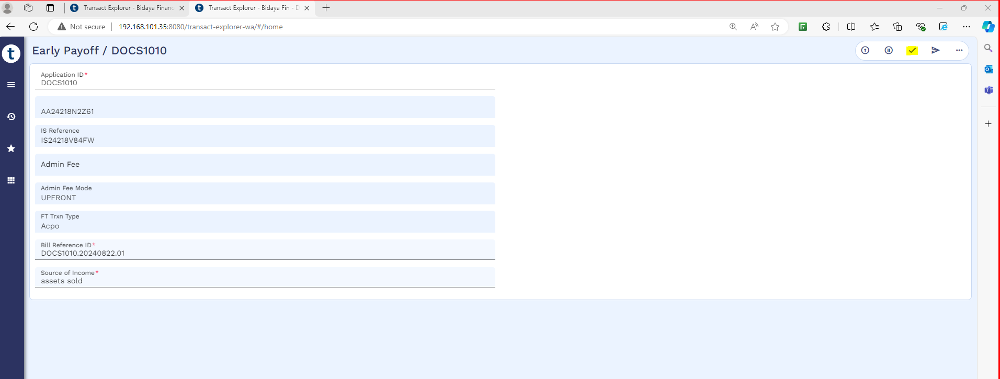 Transact Explorer - Bidaya Financ
Transact Explorer - Bidaya Fin - D
Not secure
192.168.101.35:8080/transact-explorer-wa/#/home
Early Payoff / DOCS1010
Application ID*
DOCS1010
AA24218N2Z61
IS Reference
IS24218V84FW
Admin Fee
Admin Fee Mode
UPFRONT
FT Trxn Type
Acpo
Bill Reference ID*
DOCS1010.20240822.01
Source of Income*
assets sold